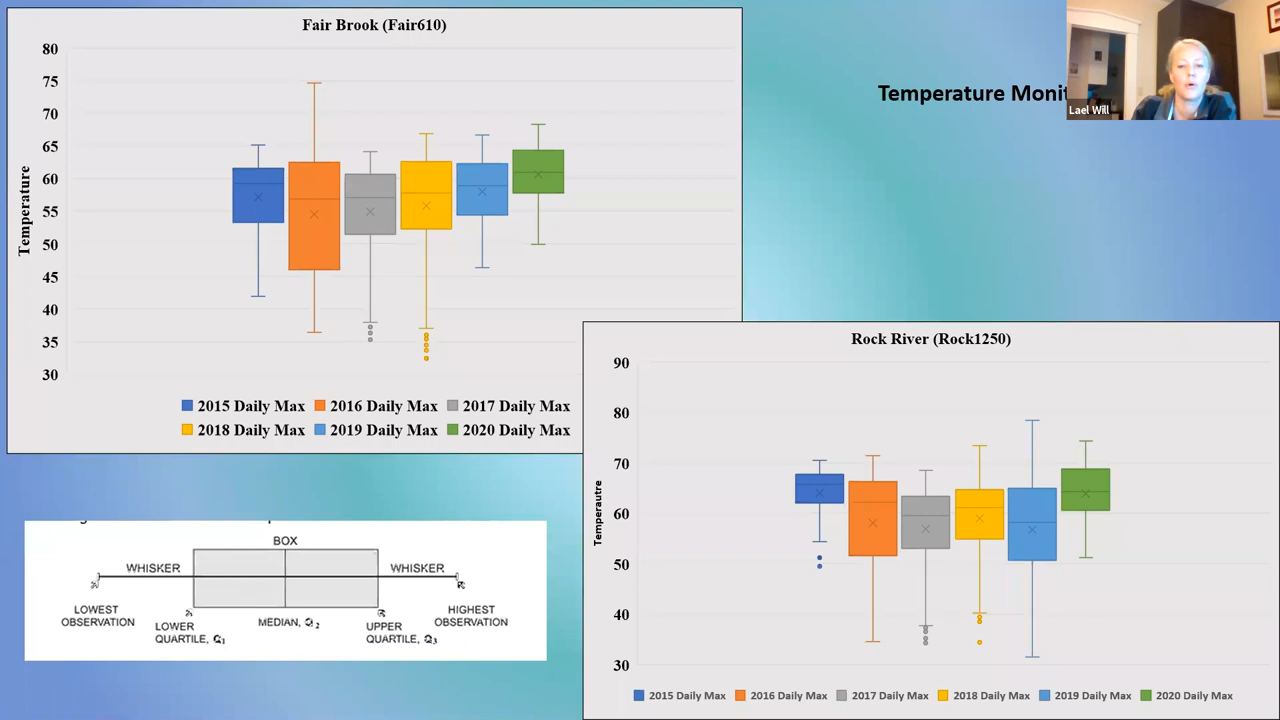 Fair Brook (Fair610)
80
75
70
65
60
55
50
45
40
35
30
Temperature
2015 Daily Max 2016 Daily Max 2017 Daily Max
2018 Daily Max 2019 Daily Max 2020 Daily Max
Temperature Monit
Lael Will
Rock River (Rock1250)
90
80
70
60
50
40
30
Temperautre
2015 Daily Max 2016 Daily Max 2017 Daily Max 2018 Daily Max 2019 Daily Max 2020 Daily Max
BOX
WHISKER WHISKER
LOWEST
OBSERVATION
LOWER
QUARTILE, Q1
MEDIAN, Q2
UPPER
QUARTILE, Q3
HIGHEST
OBSERVATION